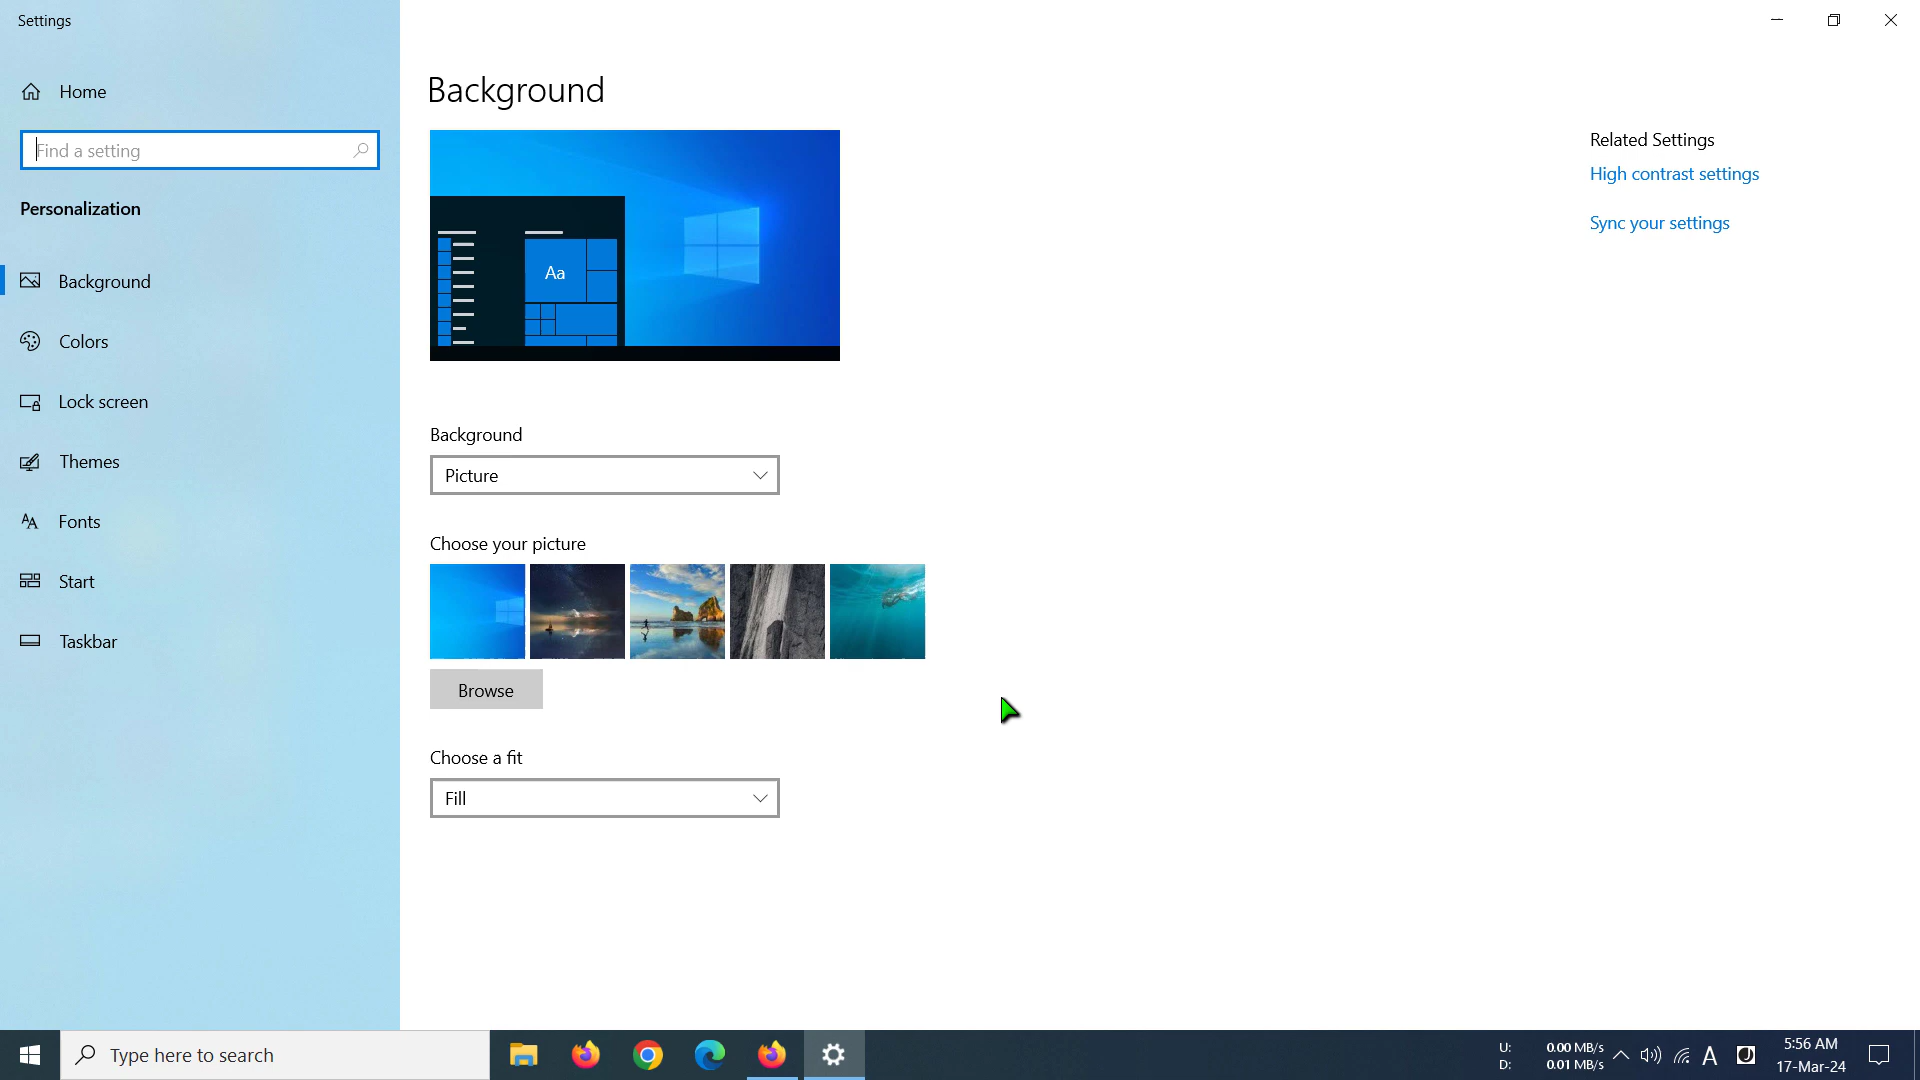 Settings
Home
Find a setting
Personalization
Background
Colors
Lock screen
Themes
Fonts
Start
Taskbar
Background
Aa
Background
Picture
Choose your picture
Browse
Choose a fit
Fill
Related Settings
High contrast settings
Sync your settings
Type here to search
U: 0.00 MB/s
D: 0.01 MB/s
A
5:56 AM
17-Mar-24